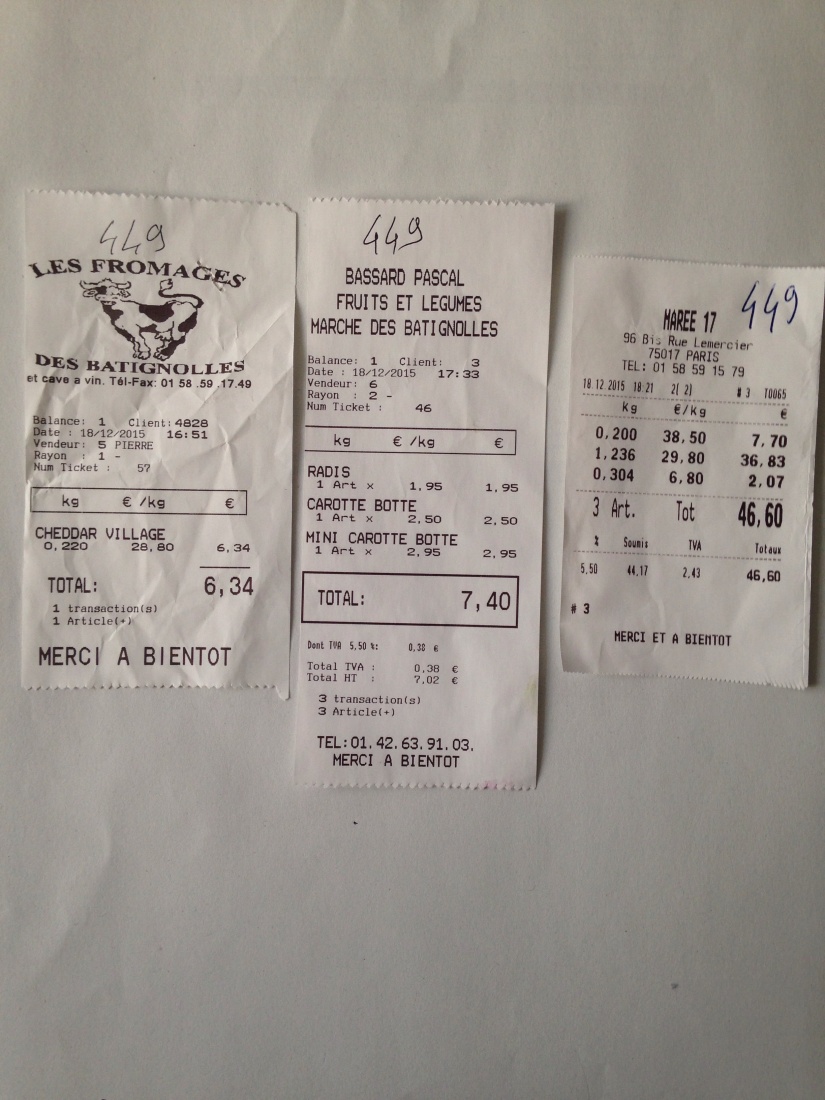 449
LES FROMAGES
DES BATIGNOLLES
et cave a vin. Tél-Fax: 01 58 .59 .17.49
Balance: 1 Client: 4828
Date : 18/12/2015 16:51
Vendeur: 5 PIERRE
Rayon : 1 -
Num Ticket : 57
kg € /kg €
CHEDDAR VILLAGE
0,220 28,80 6,34
TOTAL: 6,34
1 transaction(s)
1 Article(+)
MERCI A BIENTOT
449
BASSARD PASCAL
FRUITS ET LEGUMES
MARCHE DES BATIGNOLLES
Balance: 1 Client: 3
Date : 18/12/2015 17:33
Vendeur: 6
Rayon : 2 -
Num Ticket : 46
kg € /kg €
RADIS
1 Art x 1,95 1,95
CAROTTE BOTTE
1 Art x 2,50 2,50
MINI CAROTTE BOTTE
1 Art x 2,95 2,95
TOTAL: 7,40
Dont TVA 5,50 %: 0,38 €
Total TVA : 0,38 €
Total HT : 7,02 €
3 transaction(s)
3 Article(+)
TEL:01.42.63.91.03.
MERCI A BIENTOT
449
MAREE 17
96 Bis Rue Lemercier
75017 PARIS
TEL: 01 58 59 15 79
18.12.2015 18:21 2( 2) #3 T0065
Kg €/kg €
0,200 38,50 7,70
1,236 29,80 36,83
0,304 6,80 2,07
3 Art. Tot 46,60
% Soumis TVA Totaux
5,50 44,17 2,43 46,60
# 3
MERCI ET A BIENTOT